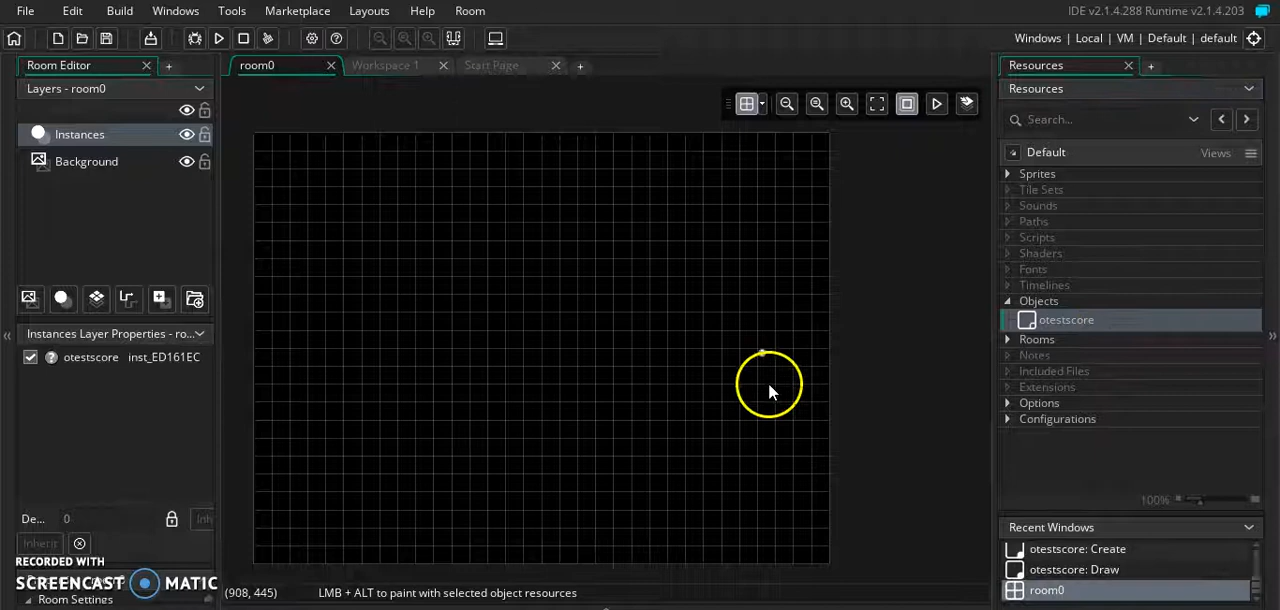 File Edit Build Windows Tools Marketplace Layouts Help Room IDE v2.1.4.288 Runtime v2.1.4.203
Windows | Local | VM | Default | default
Room Editor room0 Workspace 1 Start Page Resources
Layers - room0 Resources
Search...
Instances
Default Views
Background
Sprites
Tile Sets
Sounds
Paths
Scripts
Shaders
Fonts
Timelines
Objects
otestscore
Instances Layer Properties - ro...
Rooms
otestscore inst_ED161EC
Notes
Included Files
Extensions
Options
Configurations
100%
De... 0 Inh
Recent Windows
Inherit
otestscore: Create
RECORDED WITH
otestscore: Draw
SCREENCAST MATIC
room0
Room Settings
(908, 445) LMB + ALT to paint with selected object resources